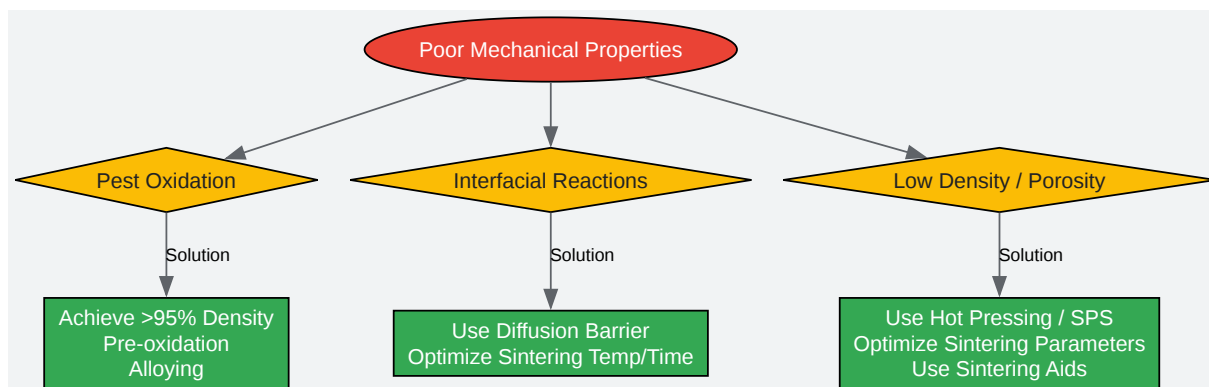 Poor Mechanical Properties
Pest Oxidation
Interfacial Reactions
Low Density / Porosity
Solution
Solution
Solution
Achieve >95% Density
Pre-oxidation
Alloying
Use Diffusion Barrier
Optimize Sintering Temp/Time
Use Hot Pressing / SPS
Optimize Sintering Parameters
Use Sintering Aids